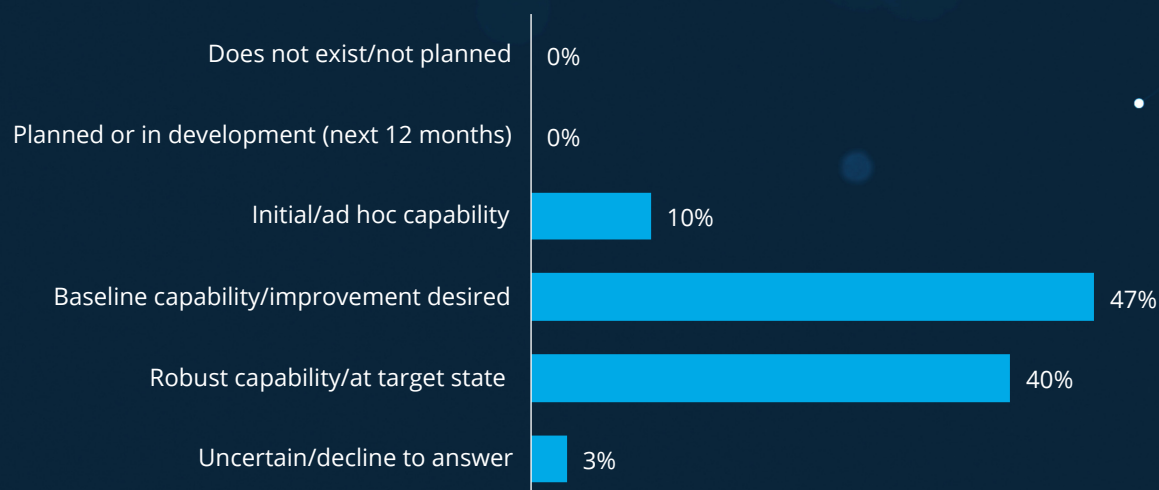 Does not exist/not planned 0%
Planned or in development (next 12 months) 0%
Initial/ad hoc capability 10%
Baseline capability/improvement desired 47%
Robust capability/at target state 40%
Uncertain/decline to answer 3%